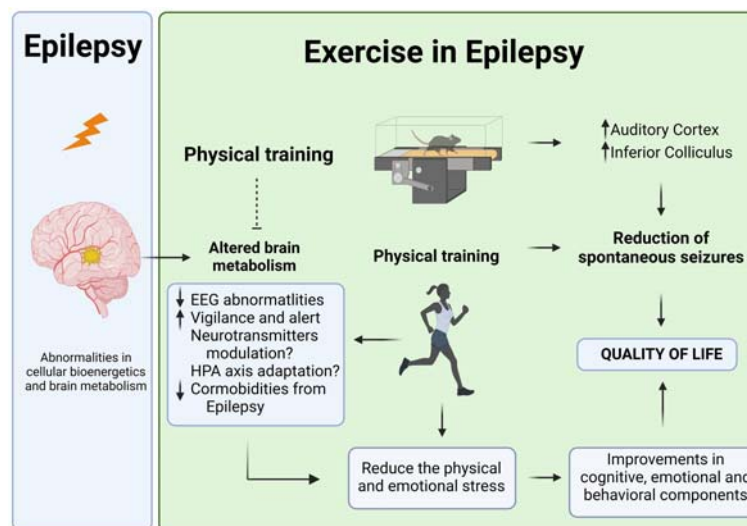 Epilepsy
Abnormalities in
cellular bioenergetics
and brain metabolism
Exercise in Epilepsy
Physical training
Altered brain
metabolism
↓ EEG abnormatlities
↑ Vigilance and alert
Neurotransmitters
modulation?
HPA axis adaptation?
↓ Cormobidities from
Epilepsy
Physical training
↑Auditory Cortex
↑Inferior Colliculus
Reduction of
spontaneous seizures
QUALITY OF LIFE
Reduce the physical
and emotional stress
Improvements in
cognitive, emotional and
behavioral components